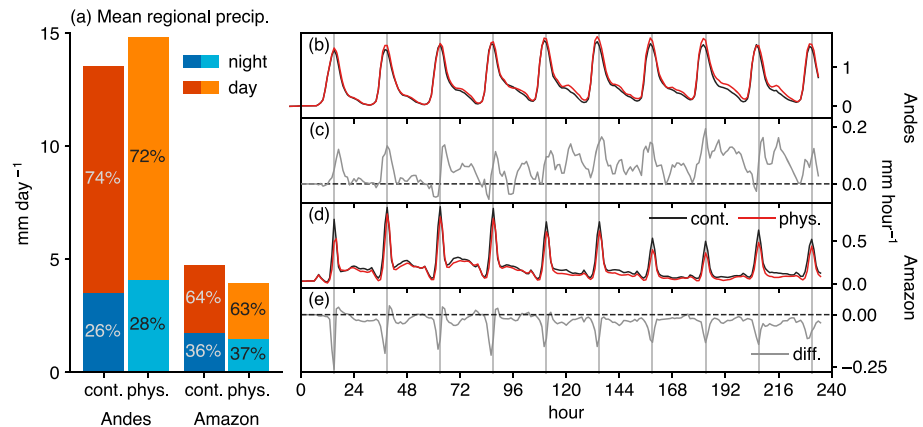 (a) Mean regional precip.
15
10
5
0
mm day⁻¹
night
day
74%
72%
26%
28%
64%
63%
36%
37%
cont. phys. cont. phys.
Andes Amazon
(b)
1
0
(c)
0.2
0.0
Andes
mm hour⁻¹
(d)
cont. phys.
0.5
0.0
Amazon
(e)
0.00
-0.25
diff.
0 24 48 72 96 120 144 168 192 216 240
hour